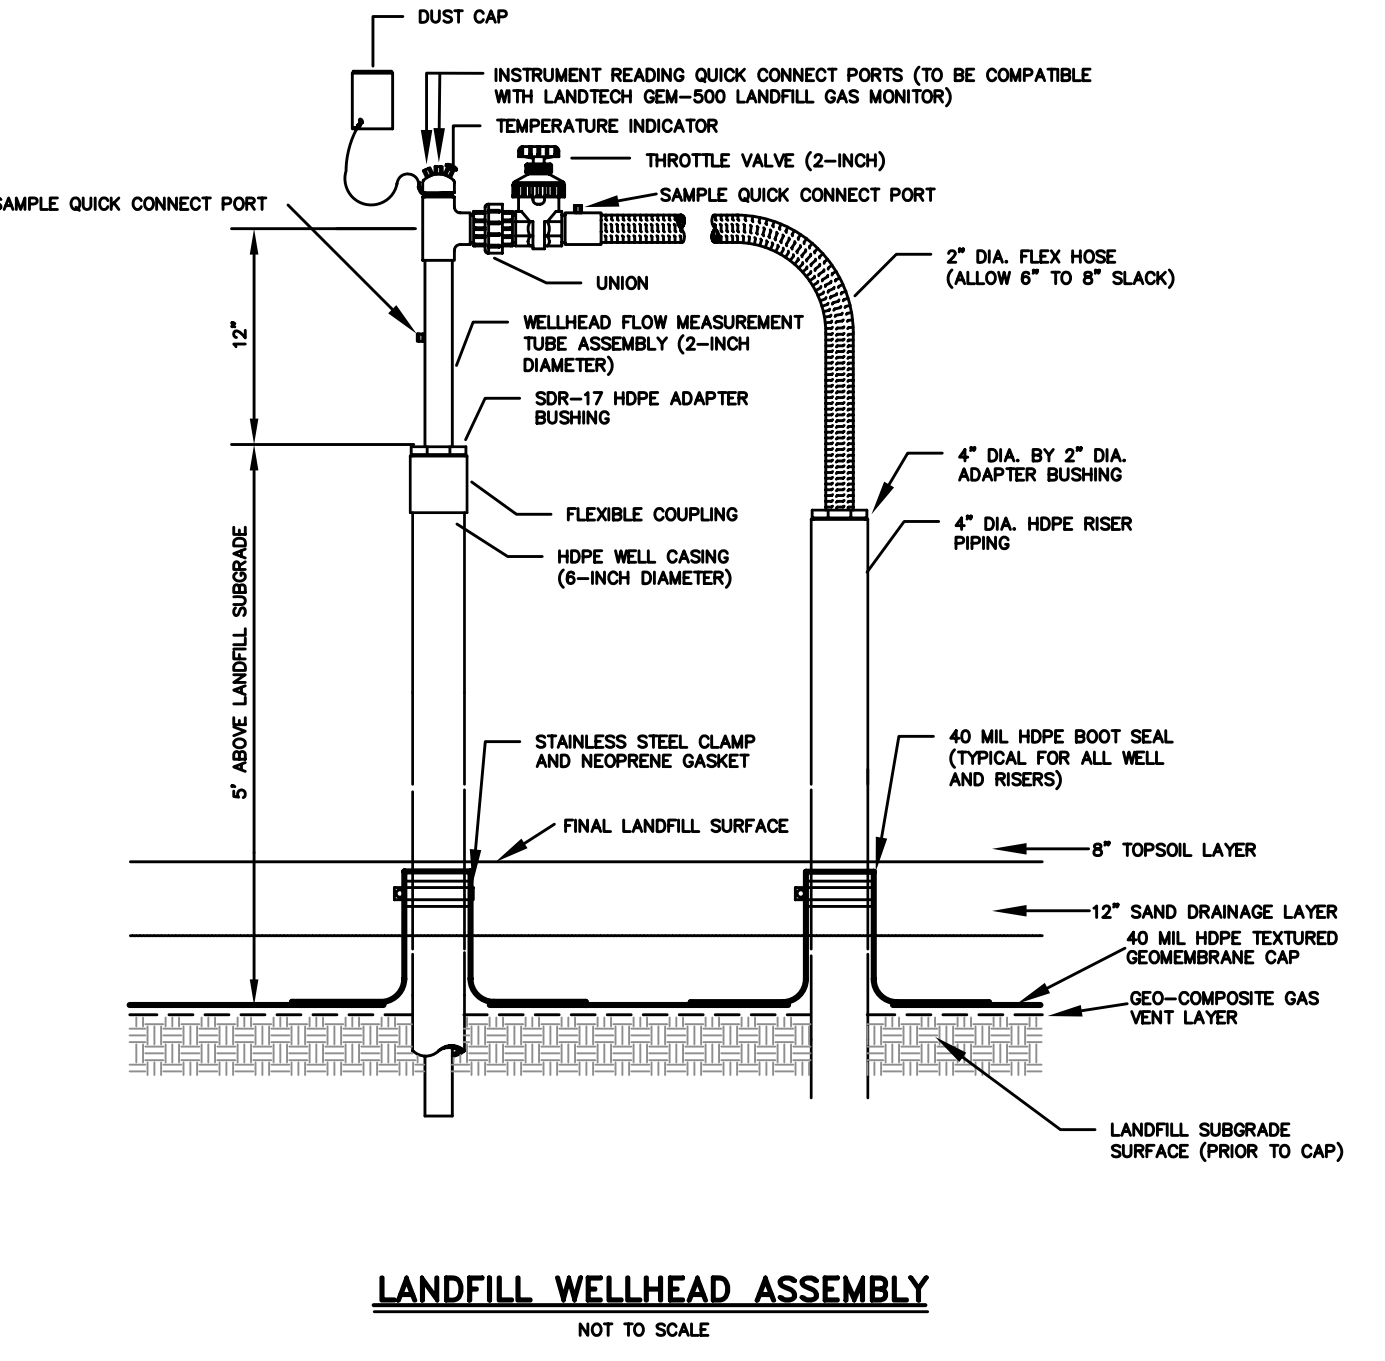 DUST CAP
INSTRUMENT READING QUICK CONNECT PORTS (TO BE COMPATIBLE
WITH LANDTECH GEM-500 LANDFILL GAS MONITOR)
TEMPERATURE INDICATOR
THROTTLE VALVE (2-INCH)
SAMPLE QUICK CONNECT PORT
SAMPLE QUICK CONNECT PORT
2" DIA. FLEX HOSE
(ALLOW 6" TO 8" SLACK)
UNION
12"
WELLHEAD FLOW MEASUREMENT
TUBE ASSEMBLY (2-INCH
DIAMETER)
SDR-17 HDPE ADAPTER
BUSHING
4" DIA. BY 2" DIA.
ADAPTER BUSHING
FLEXIBLE COUPLING
4" DIA. HDPE RISER
PIPING
HDPE WELL CASING
(6-INCH DIAMETER)
5' ABOVE LANDFILL SUBGRADE
STAINLESS STEEL CLAMP
AND NEOPRENE GASKET
40 MIL HDPE BOOT SEAL
(TYPICAL FOR ALL WELL
AND RISERS)
FINAL LANDFILL SURFACE
8" TOPSOIL LAYER
12" SAND DRAINAGE LAYER
40 MIL HDPE TEXTURED
GEOMEMBRANE CAP
GEO-COMPOSITE GAS
VENT LAYER
LANDFILL SUBGRADE
SURFACE (PRIOR TO CAP)
LANDFILL WELLHEAD ASSEMBLY
NOT TO SCALE